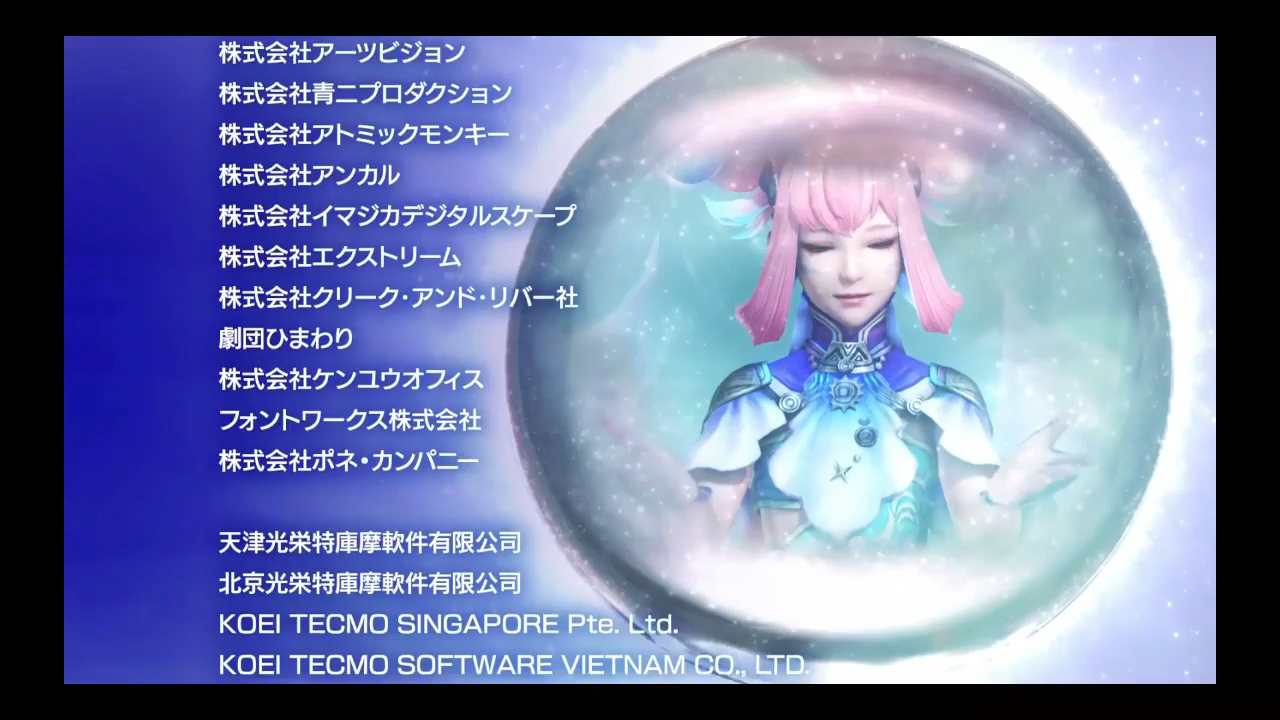 株式会社アーツビジョン
株式会社青二プロダクション
株式会社アトミックモンキー
株式会社アンカル
株式会社イマジカデジタルスケープ
株式会社エクストリーム
株式会社クリーク・アンド・リバー社
劇団ひまわり
株式会社ケンユウオフィス
フォントワークス株式会社
株式会社ポネ・カンパニー
天津光栄特庫摩軟件有限公司
北京光栄特庫摩軟件有限公司
KOEI TECMO SINGAPORE Pte. Ltd.
KOEI TECMO SOFTWARE VIETNAM CO., LTD.